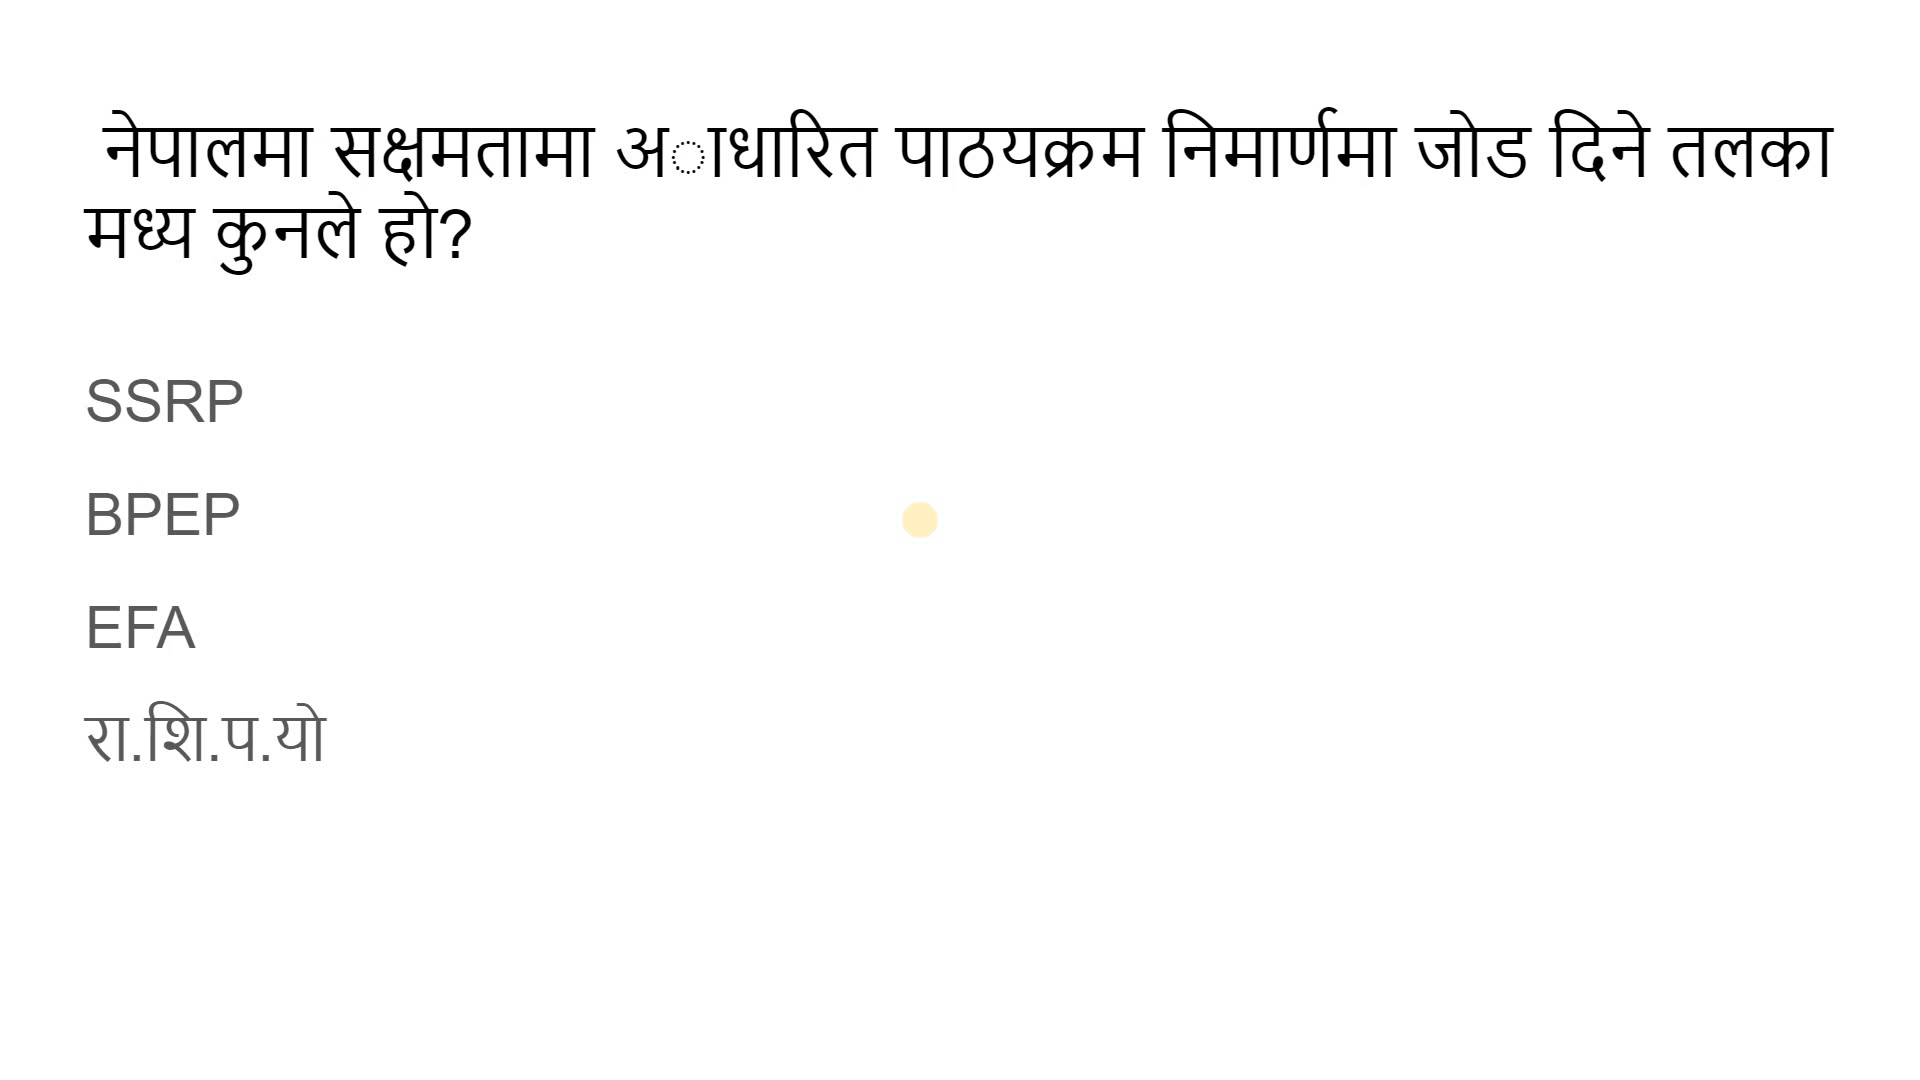 नेपालमा सक्षमतामा अाधारित पाठयक्रम निमार्णमा जोड दिने तलका
मध्य कुनले हो?
SSRP
BPEP
EFA
रा.शि.प.यो